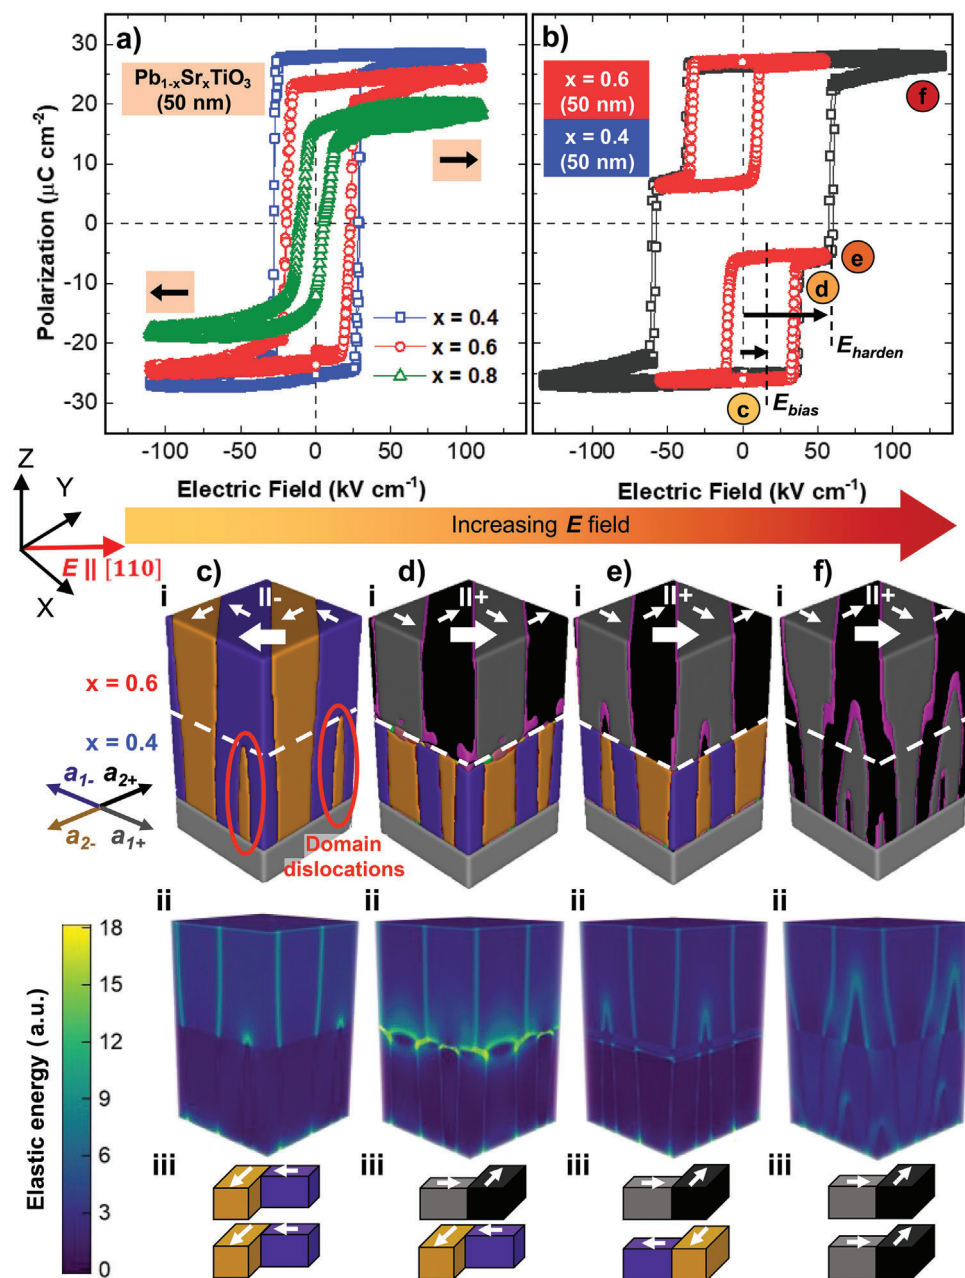 a)
Pb1-xSrxTiO3
(50 nm)
30
20
10
0
-10
-20
-30
Polarization (μC cm-2)
x = 0.4
x = 0.6
x = 0.8
-100 -50 0 50 100
Electric Field (kV cm-1)
b)
x = 0.6
(50 nm)
x = 0.4
(50 nm)
f
e
d
c
Eharden
Ebias
-100 -50 0 50 100
Electric Field (kV cm-1)
Z
Y
X
E || [110]
Increasing E field
c) d) e) f)
i i i i
II- II+ II+ II+
x = 0.6
x = 0.4
a1- a2+
a2- a1+
Domain
dislocations
ii ii ii ii
Elastic energy (a.u.)
18
15
12
9
6
3
0
iii iii iii iii